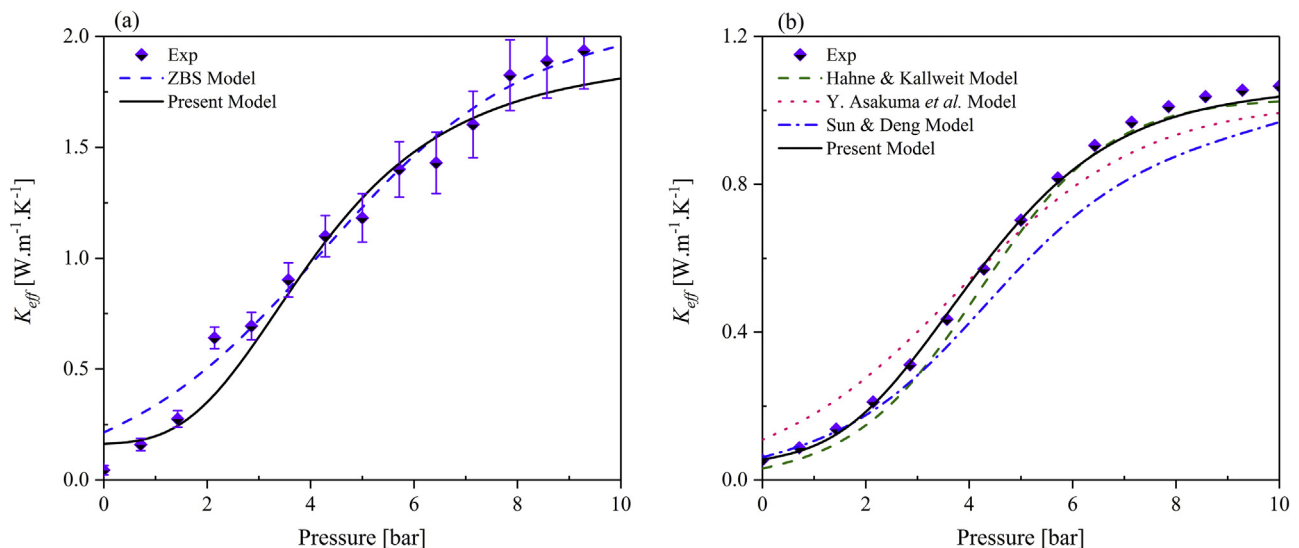 (a)
2.0
1.5
1.0
0.5
0.0
K_eff [W.m⁻¹.K⁻¹]
Exp
ZBS Model
Present Model
0 2 4 6 8 10
Pressure [bar]
(b)
1.2
0.8
0.4
0.0
K_eff [W.m⁻¹.K⁻¹]
Exp
Hahne & Kallweit Model
Y. Asakuma et al. Model
Sun & Deng Model
Present Model
0 2 4 6 8 10
Pressure [bar]